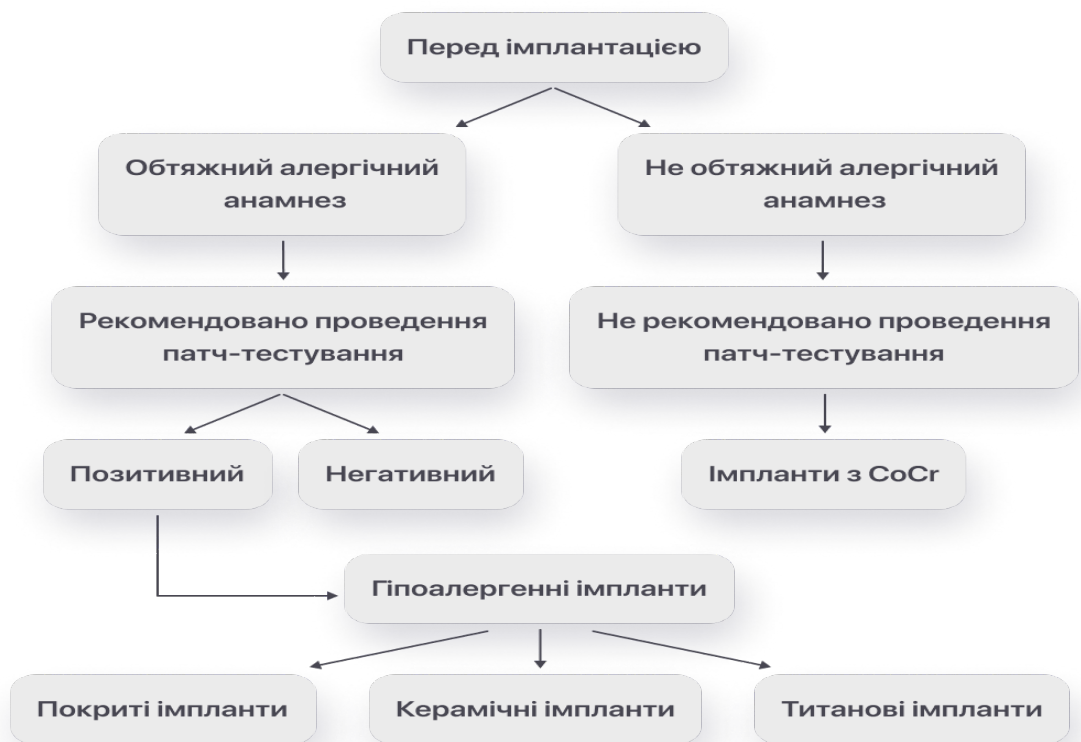 Перед імплантацією
Обтяжний алергічний
анамнез
Не обтяжний алергічний
анамнез
Рекомендовано проведення
патч-тестування
Не рекомендовано проведення
патч-тестування
Позитивний
Негативний
Імпланти з CoCr
Гіпоалергенні імпланти
Покриті імпланти
Керамічні імпланти
Титанові імпланти